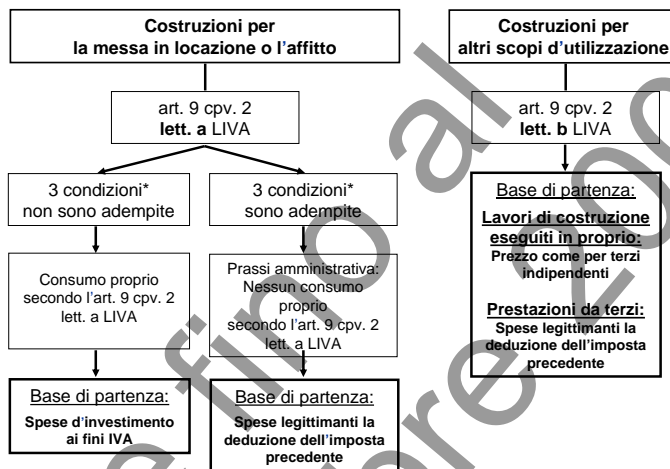 Costruzioni per
la messa in locazione o l'affitto
Costruzioni per
altri scopi d'utilizzazione
art. 9 cpv. 2
lett. a LIVA
art. 9 cpv. 2
lett. b LIVA
3 condizioni*
non sono adempite
3 condizioni*
sono adempite
Base di partenza:
Lavori di costruzione
eseguiti in proprio:
Prezzo come per terzi
indipendenti
Prestazioni da terzi:
Spese legittimanti la
deduzione dell'imposta
precedente
Consumo proprio
secondo l'art. 9 cpv. 2
lett. a LIVA
Prassi amministrativa:
Nessun consumo
proprio
secondo l'art. 9 cpv. 2
lett. a LIVA
Base di partenza:
Spese d'investimento
ai fini IVA
Base di partenza:
Spese legittimanti la
deduzione dell'imposta
precedente
fino al